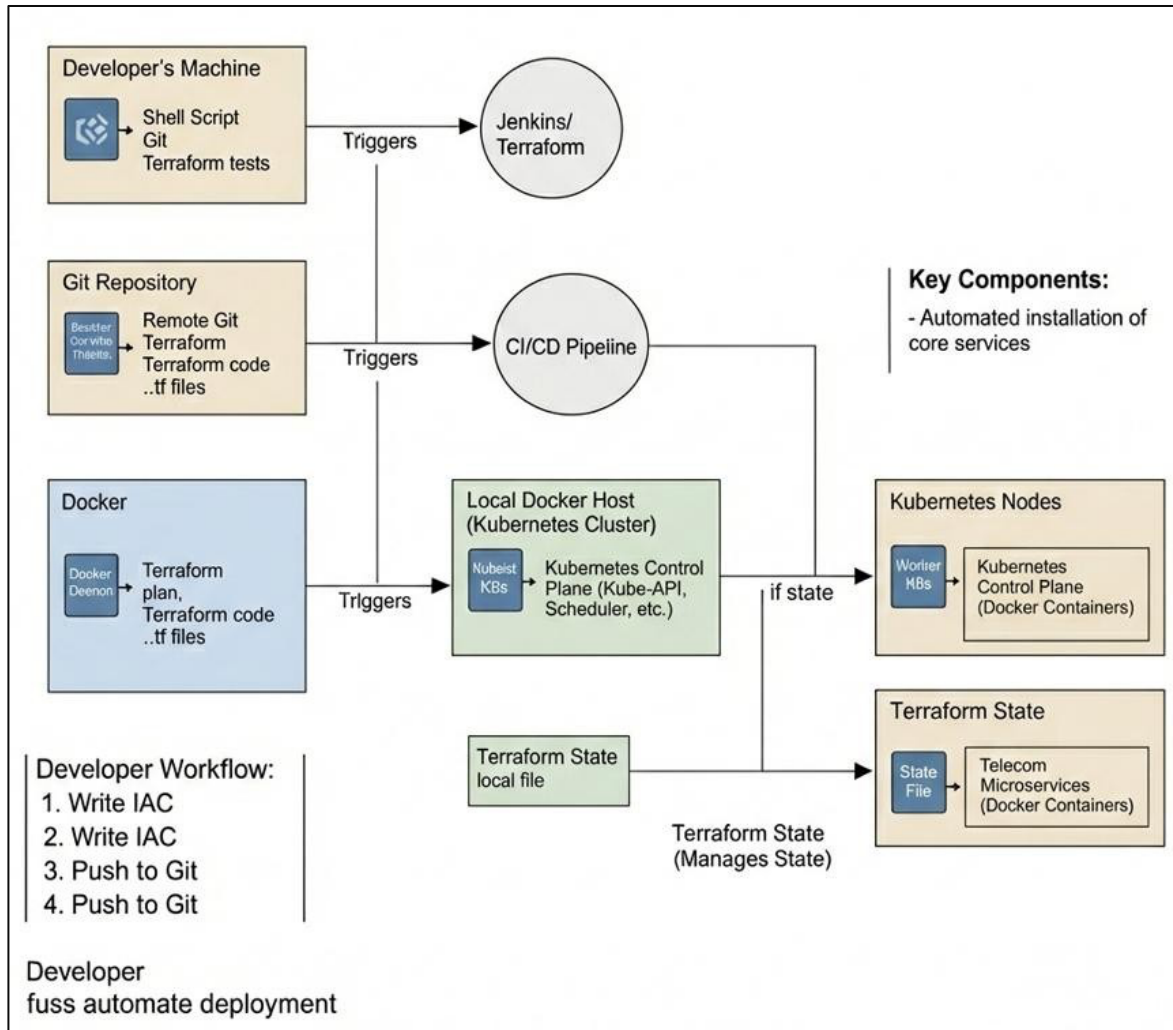 Developer's Machine
Shell Script
Git
Terraform tests
Triggers
Jenkins/
Terraform
Git Repository
Remote Git
Terraform
Terraform code
..tf files
Triggers
CI/CD Pipeline
Key Components:
- Automated installation of
core services
Docker
Docker
Deenon
Terraform
plan,
Terraform code
..tf files
Triggers
Local Docker Host
(Kubernetes Cluster)
Nubeist
KBs
Kubernetes Control
Plane (Kube-API,
Scheduler, etc.)
if state
Kubernetes Nodes
Kubernetes
Control Plane
(Docker Containers)
Terraform State
local file
Terraform State
(Manages State)
Terraform State
State
File
Telecom
Microservices
(Docker Containers)
Developer Workflow:
1. Write IAC
2. Write IAC
3. Push to Git
4. Push to Git
Developer
fuss automate deployment